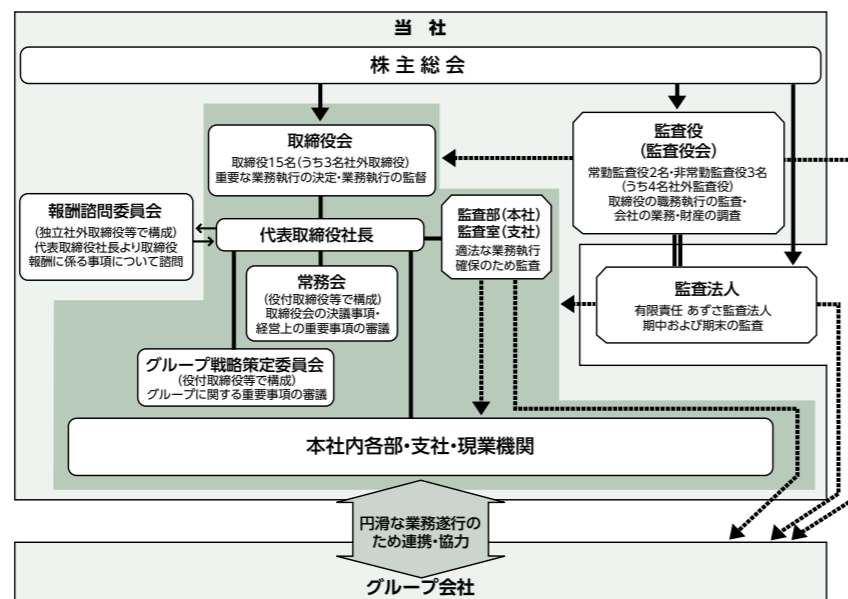 当 社
株 主 総 会
取締役会
取締役15名(うち3名社外取締役)
重要な業務執行の決定・業務執行の監督
監査役
(監査役会)
常勤監査役2名・非常勤監査役3名
(うち4名社外監査役)
取締役の職務執行の監査・
会社の業務・財産の調査
報酬諮問委員会
(独立社外取締役等で構成)
代表取締役社長より取締役
報酬に係る事項について諮問
代表取締役社長
監査部(本社)
監査室(支社)
適法な業務執行
確保のため監査
常務会
(役付取締役等で構成)
取締役会の決議事項・
経営上の重要事項の審議
監査法人
有限責任 あずさ監査法人
期中および期末の監査
グループ戦略策定委員会
(役付取締役等で構成)
グループに関する重要事項の審議
本社内各部・支社・現業機関
円滑な業務遂行の
ため連携・協力
グループ会社